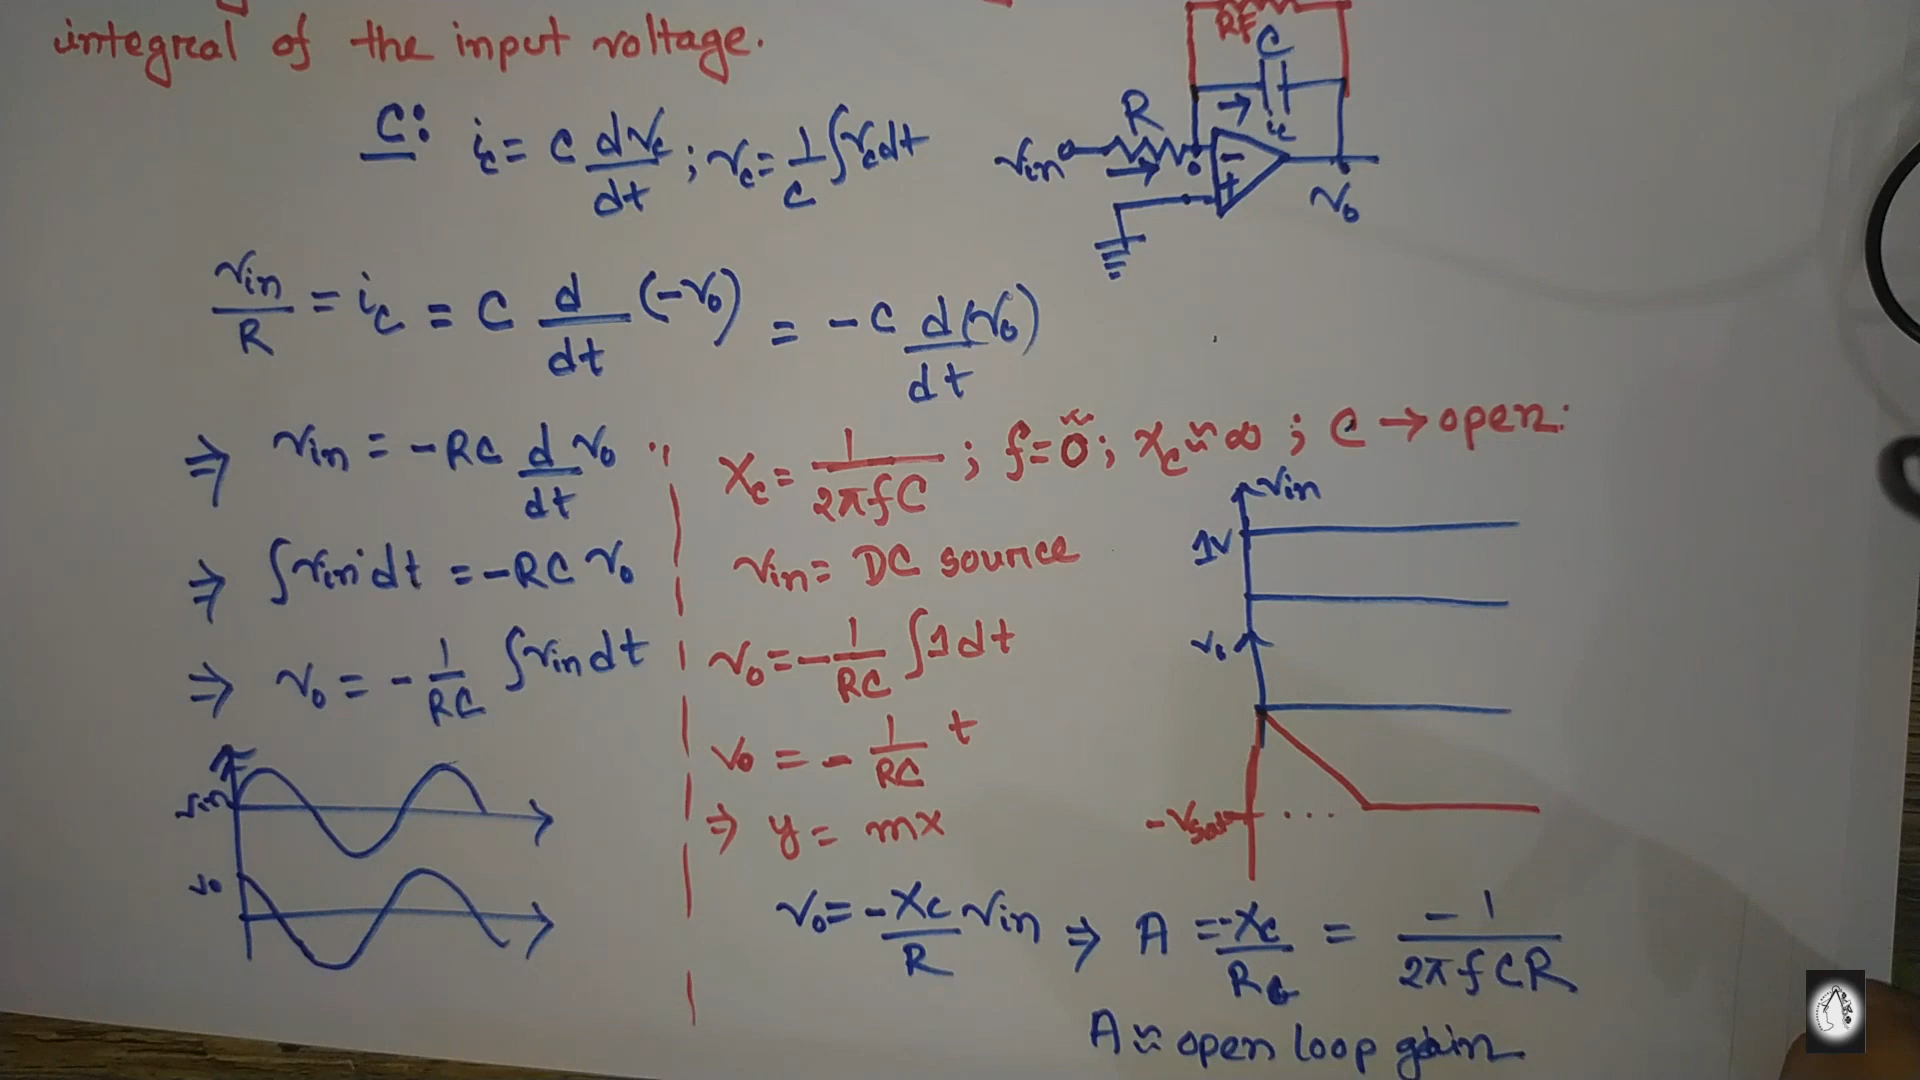 integral of the input voltage.
RF
C
C: ic = C dvc/dt ; vc = 1/C ∫vc dt
R
ic
vin
o
-
+
vo
vin/R = ic = C d/dt (-vo) = -C d(vo)/dt
⇒ vin = -RC d/dt vo
⇒ ∫vin dt = -RC vo
⇒ vo = -1/RC ∫vin dt
vin
vo
Xc = 1/2πfC ; f = 0 ; Xc ≈ ∞ ; C → open.
vin = DC source
vo = -1/RC ∫1dt
vo = -1/RC t
⇒ y = mx
vin
1V
vo
-Vsat ...
vo = -Xc/R vin ⇒ A = -Xc/R = -1/2πfCR
A ≈ open loop gain